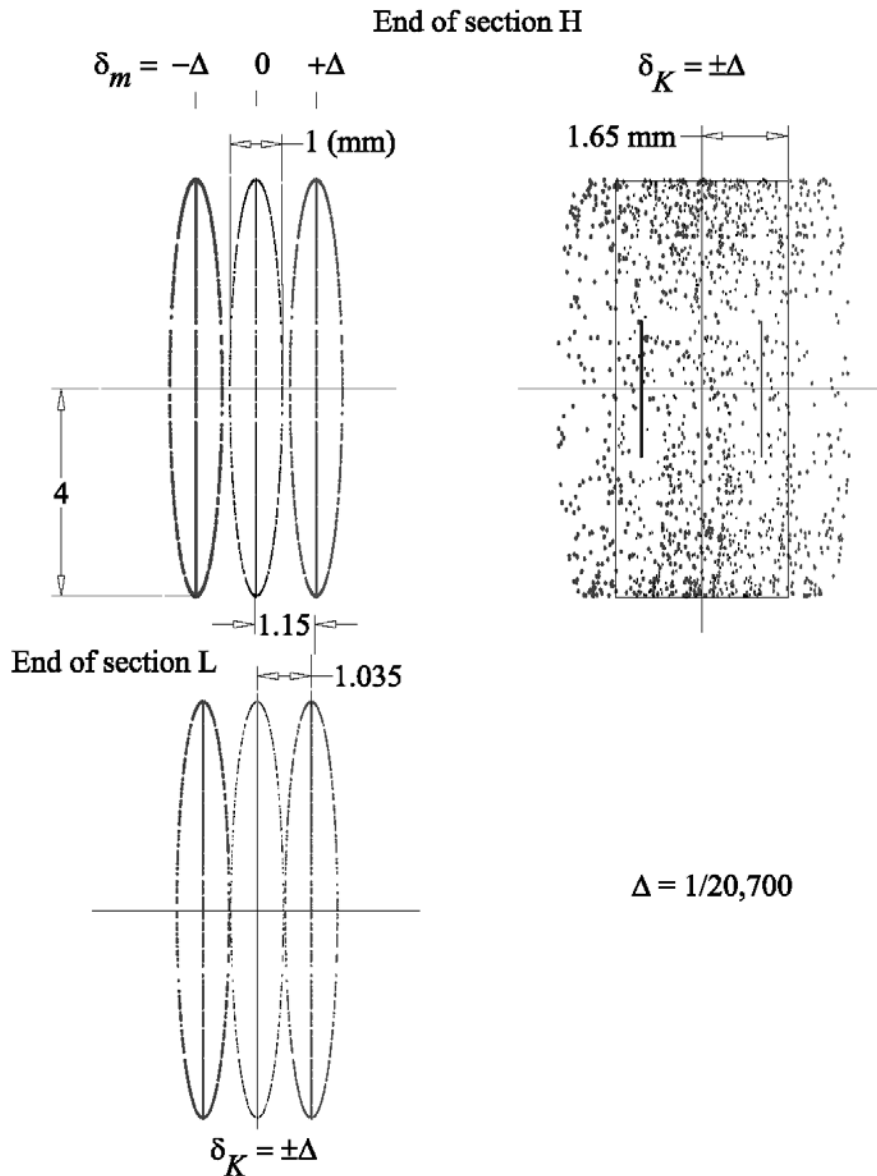 End of section H
δm = −Δ 0 +Δ
δK = ±Δ
1 (mm)
1.65 mm
4
1.15
End of section L
1.035
Δ = 1/20,700
δK = ±Δ